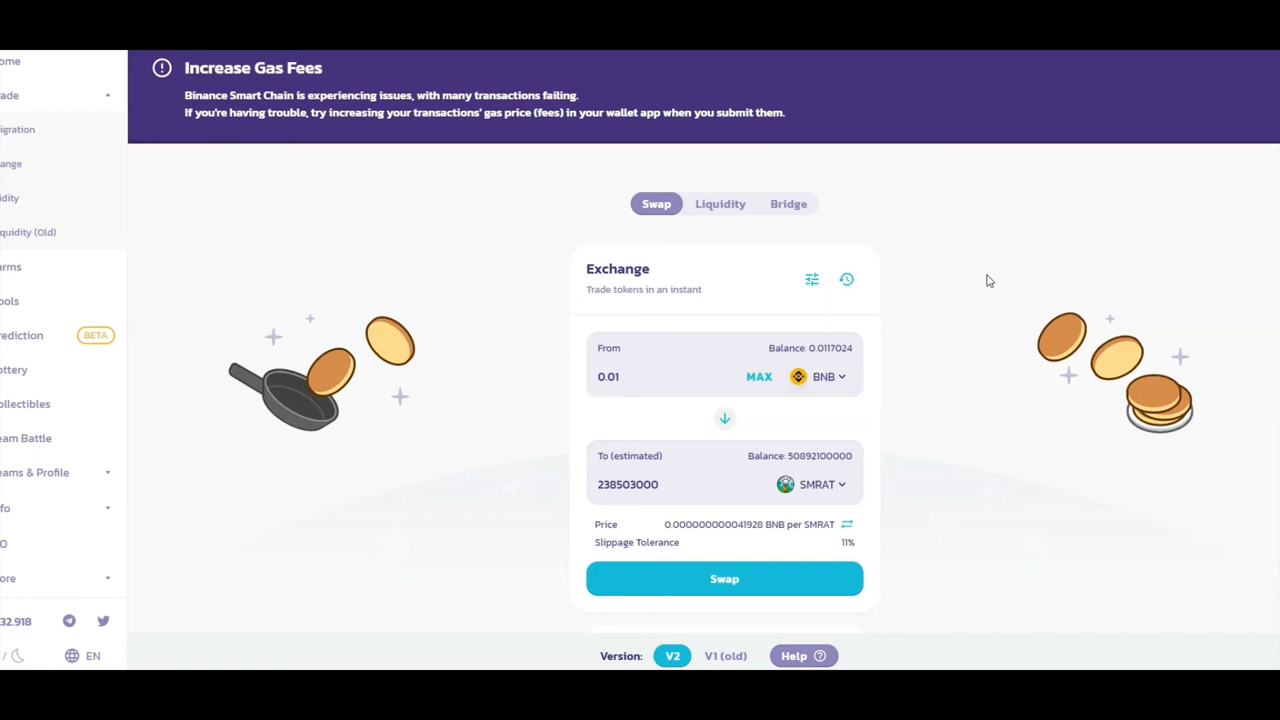 Increase Gas Fees
Binance Smart Chain is experiencing issues, with many transactions failing.
If you're having trouble, try increasing your transactions' gas price (fees) in your wallet app when you submit them.
ome
ade
igration
ange
idity
quidity (Old)
arms
ools
rediction BETA
ottery
ollectibles
eam Battle
eams & Profile
fo
O
ore
32.918
/
EN
Swap Liquidity Bridge
Exchange
Trade tokens in an instant
From Balance: 0.0117024
0.01 MAX BNB
To (estimated) Balance: 50892100000
238503000 SMRAT
Price 0.000000000041928 BNB per SMRAT
Slippage Tolerance 11%
Swap
Version: V2 V1 (old) Help